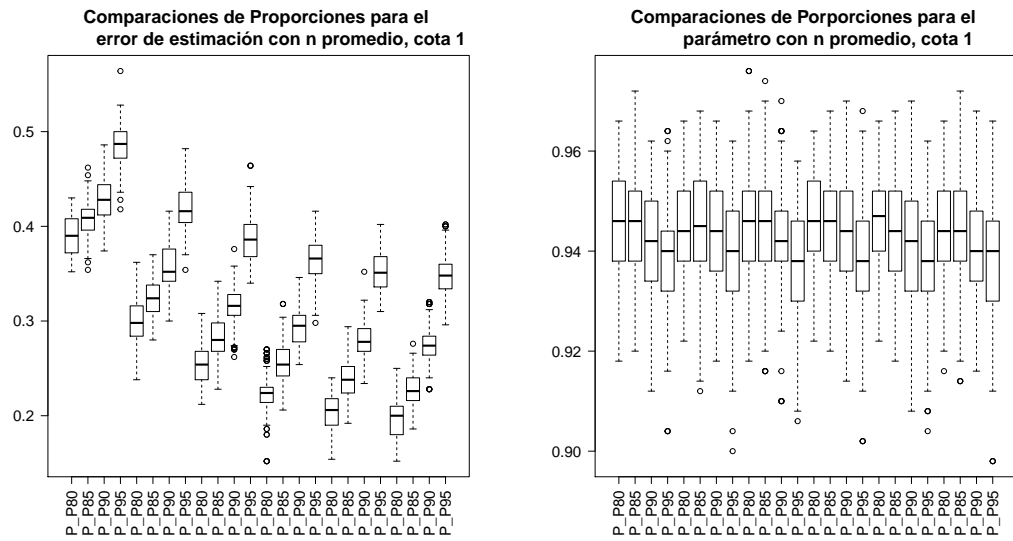 Comparaciones de Proporciones para el
error de estimación con n promedio, cota 1
0.5
0.4
0.3
0.2
P_P80
P_P85
P_P90
P_P95
P_P80
P_P85
P_P90
P_P95
P_P80
P_P85
P_P90
P_P95
P_P80
P_P85
P_P90
P_P95
P_P80
P_P85
P_P90
P_P95
P_P80
P_P85
P_P90
P_P95
Comparaciones de Porporciones para el
parámetro con n promedio, cota 1
0.96
0.94
0.92
0.90
P_P80
P_P85
P_P90
P_P95
P_P80
P_P85
P_P90
P_P95
P_P80
P_P85
P_P90
P_P95
P_P80
P_P85
P_P90
P_P95
P_P80
P_P85
P_P90
P_P95
P_P80
P_P85
P_P90
P_P95